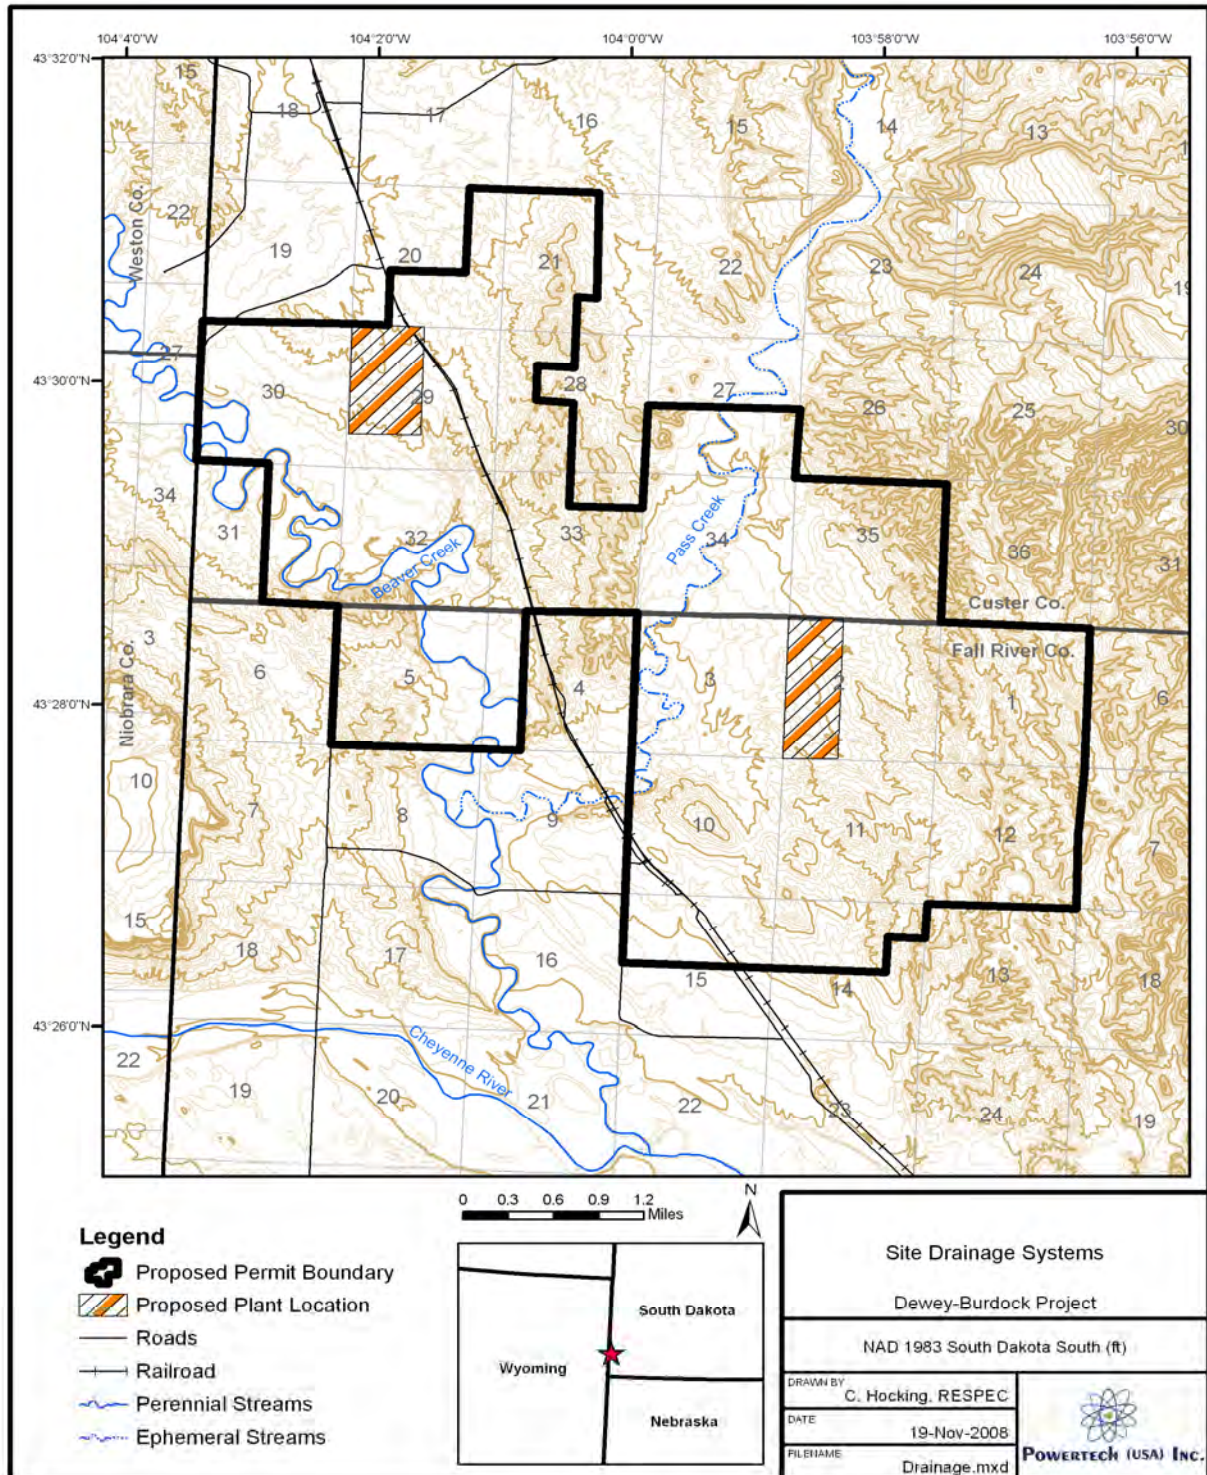 104°4'0"W 104°2'0"W 104°0'0"W 103°58'0"W 103°56'0"W
43°32'0"N
15 18 17 16 15 14 13
Weston Co.
22 19 20 21 22 23 24 19
43°30'0"N
27 30 29 28 27 26 25 30
34 31 32 33 34 35 36 31
Beaver Creek
Pass Creek
Custer Co.
Fall River Co.
Niobrara Co.
3 6 5 4 3 2 1 6
43°28'0"N
10 7 8 9 10 11 12 7
15 18 17 16 15 14 13 18
43°26'0"N
Cheyenne River
22 19 20 21 22 23 24 19
0 0.3 0.6 0.9 1.2
Miles
N
Legend
Proposed Permit Boundary
Proposed Plant Location
Roads
Railroad
Perennial Streams
Ephemeral Streams
South Dakota
Wyoming
Nebraska
Site Drainage Systems
Dewey-Burdock Project
NAD 1983 South Dakota South (ft)
DRAWN BY
C. Hocking, RESPEC
DATE
19-Nov-2008
FILENAME
Drainage.mxd
POWERTECH (USA) INC.